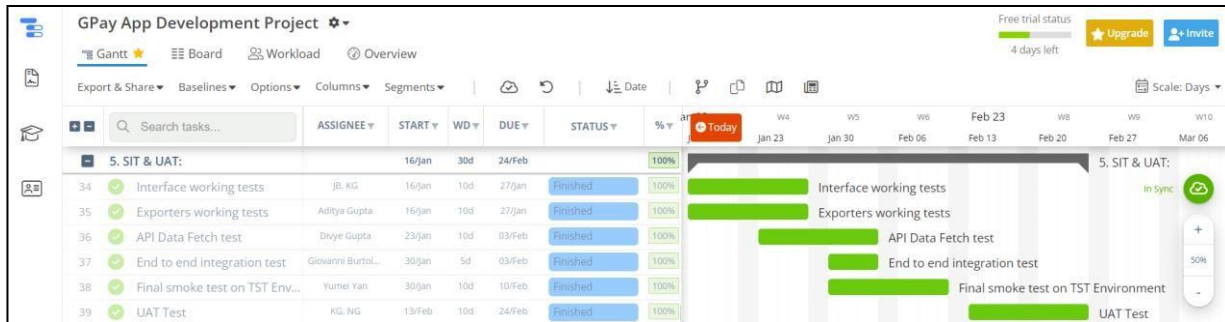 GPay App Development Project
Free trial status
4 days left
Upgrade
Invite
Gantt Board Workload Overview
Export & Share Baselines Options Columns Segments Date Scale: Days
Search tasks... ASSIGNEE START WD DUE STATUS %
Today
W4 W5 W6 Feb 23 W8 W9 W10
Jan 23 Jan 30 Feb 06 Feb 13 Feb 20 Feb 27 Mar 06
5. SIT & UAT: 16/Jan 30d 24/Feb 100% 5. SIT & UAT:
34 Interface working tests JB, KG 16/Jan 10d 27/Jan Finished 100% Interface working tests
In Sync
35 Exporters working tests Aditya Gupta 16/Jan 10d 27/Jan Finished 100% Exporters working tests
36 API Data Fetch test Divye Gupta 23/Jan 10d 03/Feb Finished 100% API Data Fetch test
37 End to end integration test Giovanni Burtol... 30/Jan 5d 03/Feb Finished 100% End to end integration test
50%
38 Final smoke test on TST Env... Yumei Yan 30/Jan 10d 10/Feb Finished 100% Final smoke test on TST Environment
39 UAT Test KG, NG 13/Feb 10d 24/Feb Finished 100% UAT Test